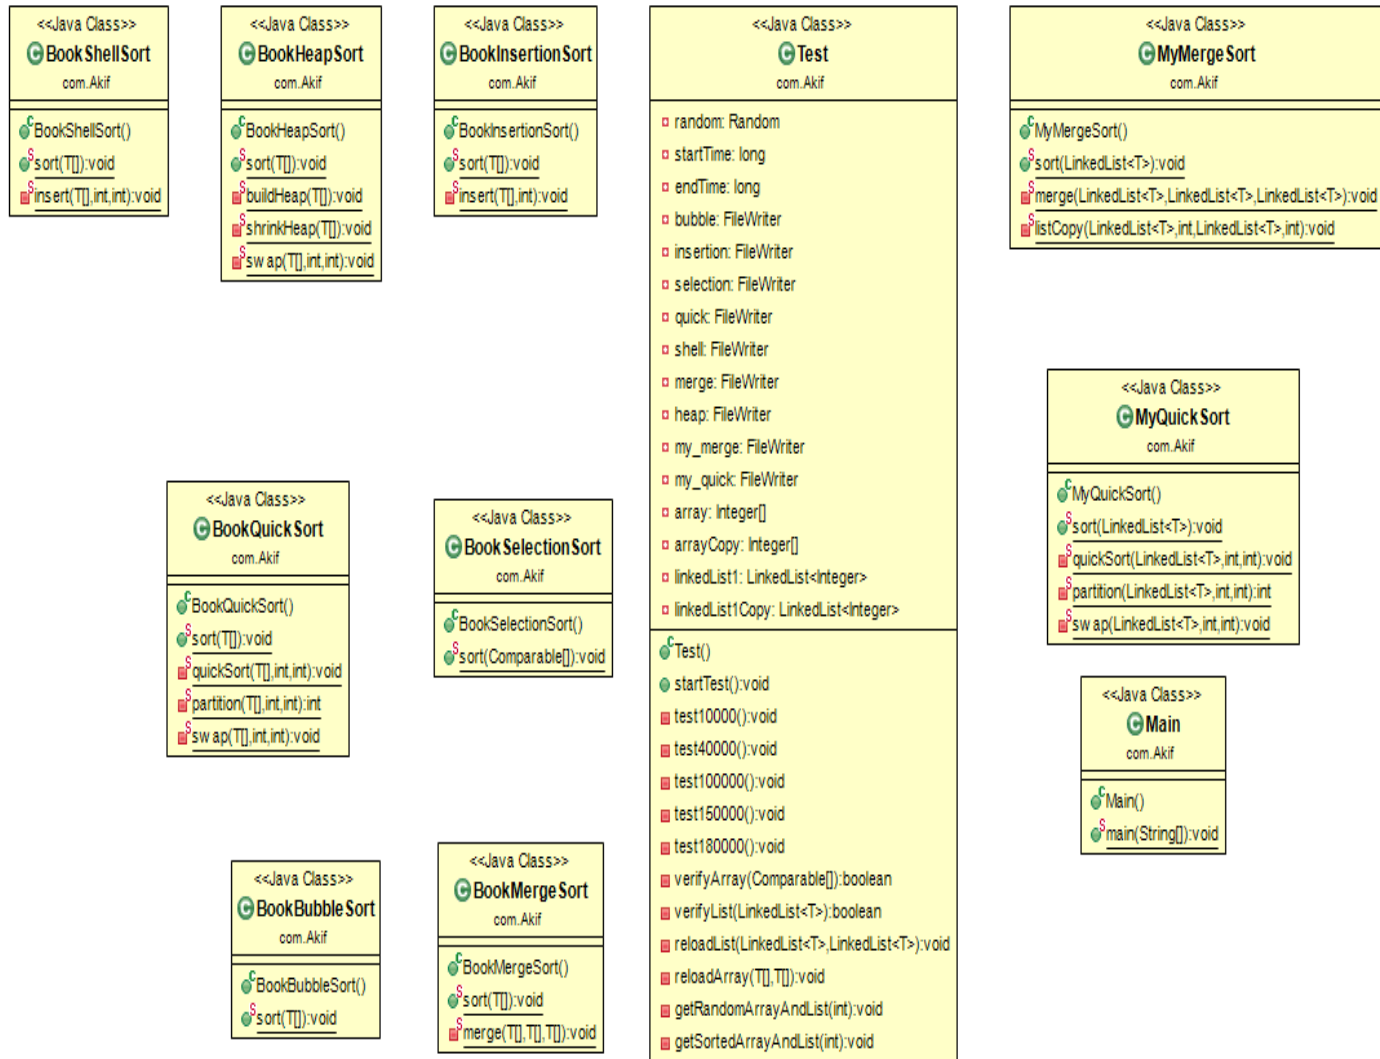 <<Java Class>>
BookShellSort
com.Akif
BookShellSort()
sort(T[]):void
insert(T[],int,int):void
<<Java Class>>
BookHeapSort
com.Akif
BookHeapSort()
sort(T[]):void
buildHeap(T[]):void
shrinkHeap(T[]):void
swap(T[],int,int):void
<<Java Class>>
BookInsertionSort
com.Akif
BookInsertionSort()
sort(T[]):void
insert(T[],int):void
<<Java Class>>
Test
com.Akif
random: Random
startTime: long
endTime: long
bubble: FileWriter
insertion: FileWriter
selection: FileWriter
quick: FileWriter
shell: FileWriter
merge: FileWriter
heap: FileWriter
my_merge: FileWriter
my_quick: FileWriter
array: Integer[]
arrayCopy: Integer[]
linkedList1: LinkedList<Integer>
linkedList1Copy: LinkedList<Integer>
Test()
startTest():void
test10000():void
test40000():void
test100000():void
test150000():void
test180000():void
verifyArray(Comparable[]):boolean
verifyList(LinkedList<T>):boolean
reloadList(LinkedList<T>,LinkedList<T>):void
reloadArray(T[],T[]):void
getRandomArrayAndList(int):void
getSortedArrayAndList(int):void
<<Java Class>>
MyMergeSort
com.Akif
MyMergeSort()
sort(LinkedList<T>):void
merge(LinkedList<T>,LinkedList<T>,LinkedList<T>):void
listCopy(LinkedList<T>,int,LinkedList<T>,int):void
<<Java Class>>
MyQuickSort
com.Akif
MyQuickSort()
sort(LinkedList<T>):void
quickSort(LinkedList<T>,int,int):void
partition(LinkedList<T>,int,int):int
swap(LinkedList<T>,int,int):void
<<Java Class>>
BookQuickSort
com.Akif
BookQuickSort()
sort(T[]):void
quickSort(T[],int,int):void
partition(T[],int,int):int
swap(T[],int,int):void
<<Java Class>>
BookSelectionSort
com.Akif
BookSelectionSort()
sort(Comparable[]):void
<<Java Class>>
Main
com.Akif
Main()
main(String[]):void
<<Java Class>>
BookBubbleSort
com.Akif
BookBubbleSort()
sort(T[]):void
<<Java Class>>
BookMergeSort
com.Akif
BookMergeSort()
sort(T[]):void
merge(T[],T[],T[]):void